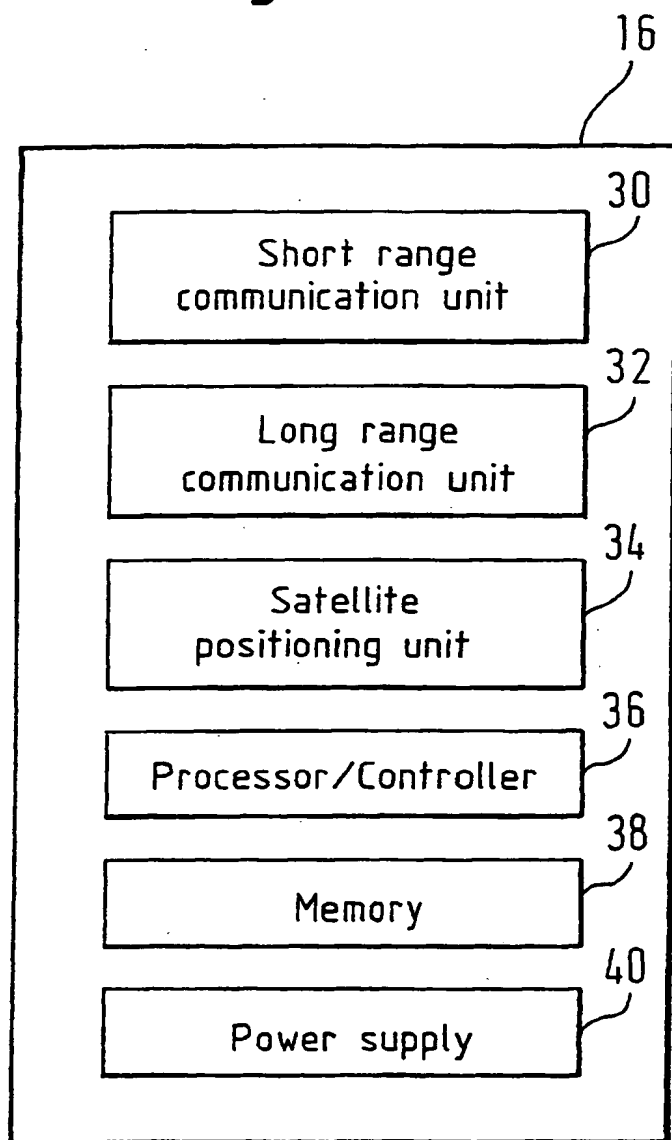 16
30
Short range
communication unit
32
Long range
communication unit
34
Satellite
positioning unit
36
Processor/Controller
38
Memory
40
Power supply